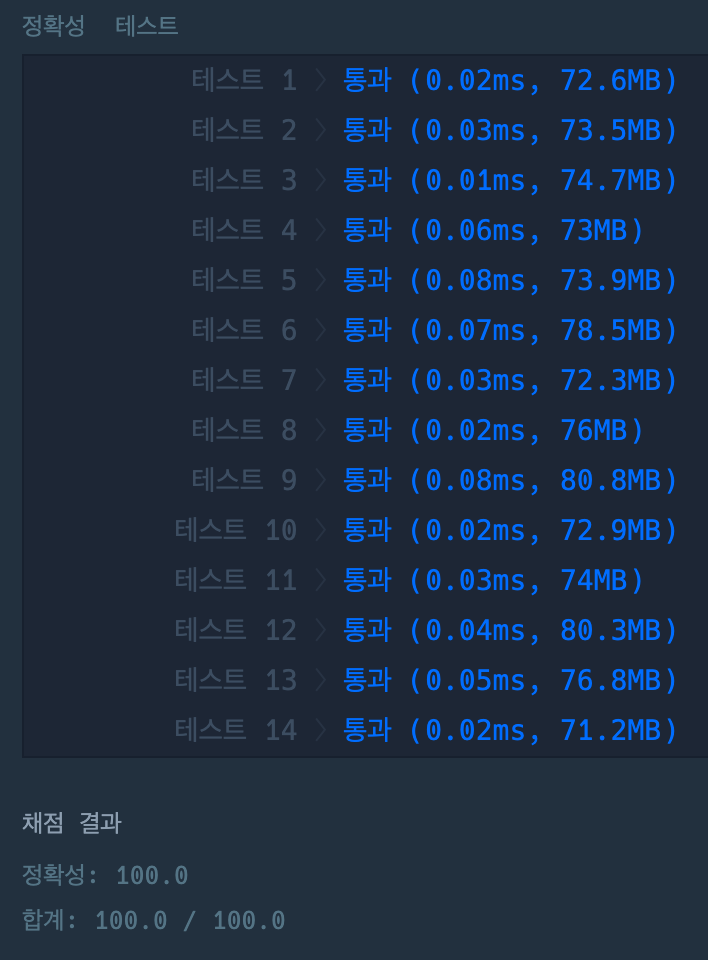 정확성 테스트
테스트 1 〉 통과 (0.02ms, 72.6MB)
테스트 2 〉 통과 (0.03ms, 73.5MB)
테스트 3 〉 통과 (0.01ms, 74.7MB)
테스트 4 〉 통과 (0.06ms, 73MB)
테스트 5 〉 통과 (0.08ms, 73.9MB)
테스트 6 〉 통과 (0.07ms, 78.5MB)
테스트 7 〉 통과 (0.03ms, 72.3MB)
테스트 8 〉 통과 (0.02ms, 76MB)
테스트 9 〉 통과 (0.08ms, 80.8MB)
테스트 10 〉 통과 (0.02ms, 72.9MB)
테스트 11 〉 통과 (0.03ms, 74MB)
테스트 12 〉 통과 (0.04ms, 80.3MB)
테스트 13 〉 통과 (0.05ms, 76.8MB)
테스트 14 〉 통과 (0.02ms, 71.2MB)
채점 결과
정확성: 100.0
합계: 100.0 / 100.0